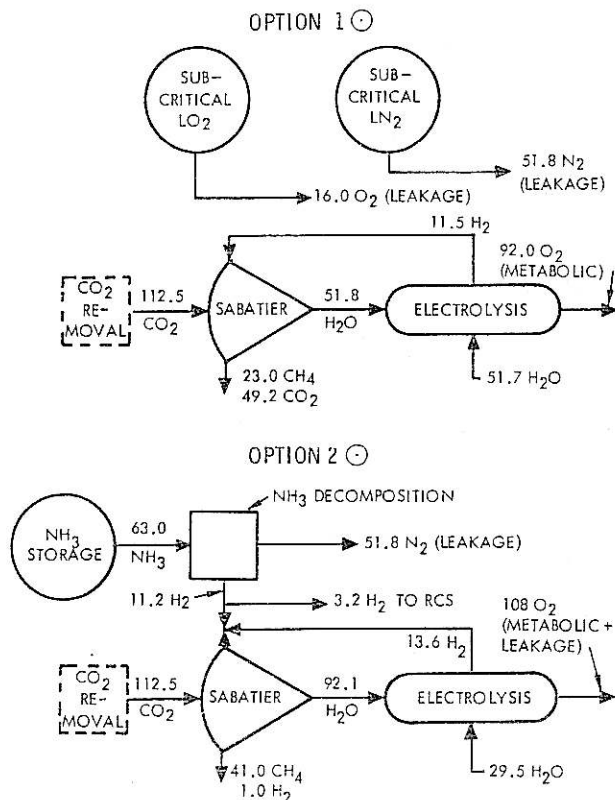 OPTION 1 ⊙
SUB-
CRITICAL
LO2
SUB-
CRITICAL
LN2
51.8 N2
(LEAKAGE)
16.0 O2 (LEAKAGE)
11.5 H2
92.0 O2
(METABOLIC)
CO2
RE-
MOVAL
112.5
CO2
SABATIER
51.8
H2O
ELECTROLYSIS
23.0 CH4
49.2 CO2
51.7 H2O
OPTION 2 ⊙
NH3 DECOMPOSITION
NH3
STORAGE
63.0
NH3
51.8 N2 (LEAKAGE)
11.2 H2
3.2 H2 TO RCS
13.6 H2
108 O2
(METABOLIC +
LEAKAGE)
CO2
RE-
MOVAL
112.5
CO2
SABATIER
92.1
H2O
ELECTROLYSIS
41.0 CH4
1.0 H2
29.5 H2O